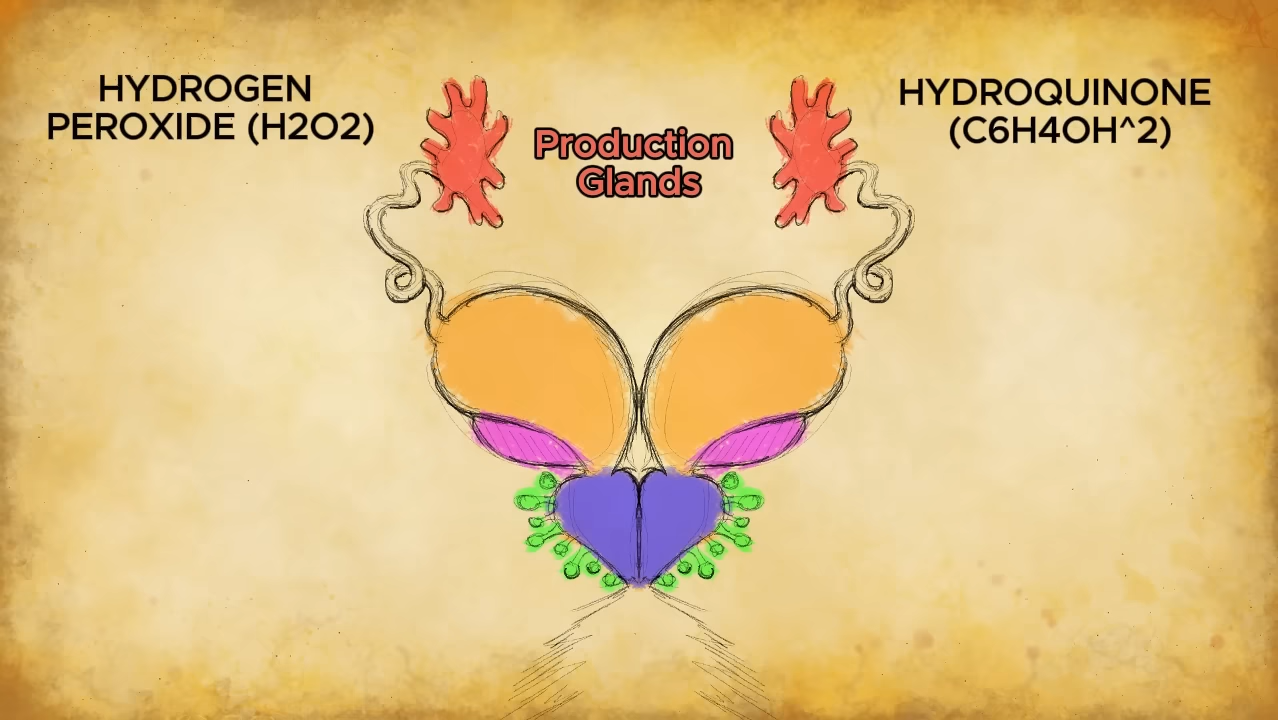 HYDROGEN
PEROXIDE (H2O2)
Production
Glands
HYDROQUINONE
(C6H4OH^2)